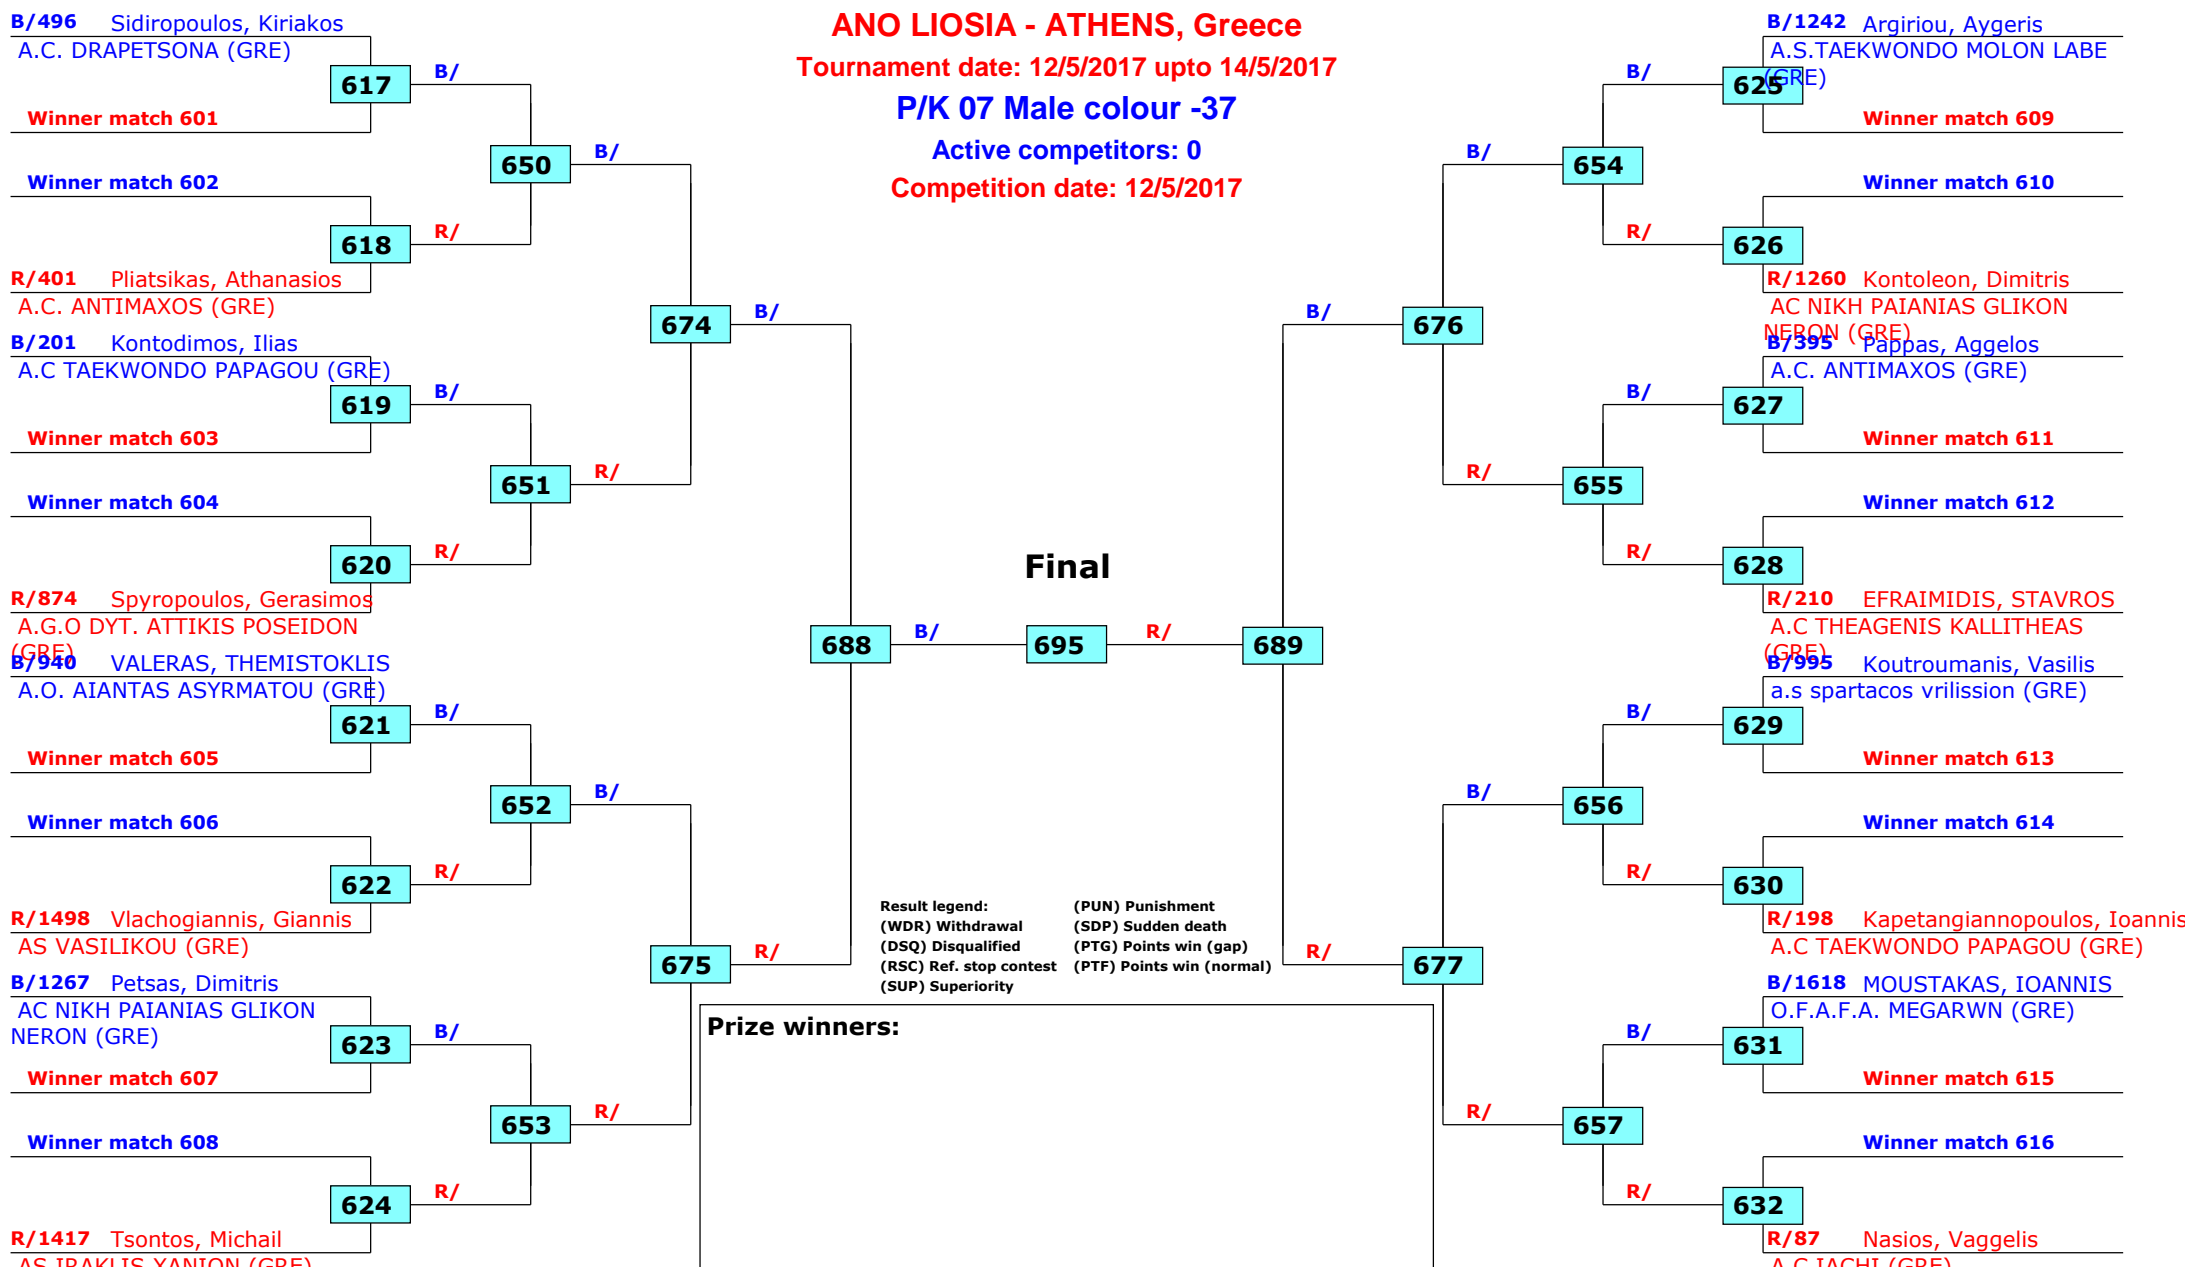 ANO LIOSIA - ATHENS, Greece
Tournament date: 12/5/2017 upto 14/5/2017
P/K 07 Male colour -37
Active competitors: 0
Competition date: 12/5/2017
B/496 Sidiropoulos, Kiriakos
A.C. DRAPETSONA (GRE)
617
Winner match 601
Winner match 602
618
R/401 Pliatsikas, Athanasios
A.C. ANTIMAXOS (GRE)
B/201 Kontodimos, Ilias
A.C TAEKWONDO PAPAGOU (GRE)
619
Winner match 603
Winner match 604
620
R/874 Spyropoulos, Gerasimos
A.G.O DYT. ATTIKIS POSEIDON
(GRE)
B/940 VALERAS, THEMISTOKLIS
A.O. AIANTAS ASYRMATOU (GRE)
621
Winner match 605
Winner match 606
622
R/1498 Vlachogiannis, Giannis
AS VASILIKOU (GRE)
B/1267 Petsas, Dimitris
AC NIKH PAIANIAS GLIKON
NERON (GRE)
623
Winner match 607
Winner match 608
624
R/1417 Tsontos, Michail
AS IRAKLIS XANION (GRE)
B/
650
R/
B/
651
R/
B/
652
R/
B/
653
R/
B/
674
R/
B/
675
R/
B/
688
R/
Final
B/
695
R/
B/
689
R/
B/
676
R/
B/
677
R/
B/
654
R/
B/
655
R/
B/
656
R/
B/
657
R/
B/1242 Argiriou, Aygeris
A.S.TAEKWONDO MOLON LABE
(GRE)
625
Winner match 609
Winner match 610
626
R/1260 Kontoleon, Dimitris
AC NIKH PAIANIAS GLIKON
NERON (GRE)
B/395 Pappas, Aggelos
A.C. ANTIMAXOS (GRE)
627
Winner match 611
Winner match 612
628
R/210 EFRAIMIDIS, STAVROS
A.C THEAGENIS KALLITHEAS
(GRE)
B/995 Koutroumanis, Vasilis
a.s spartacos vrilission (GRE)
629
Winner match 613
Winner match 614
630
R/198 Kapetangiannopoulos, Ioannis
A.C TAEKWONDO PAPAGOU (GRE)
B/1618 MOUSTAKAS, IOANNIS
O.F.A.F.A. MEGARWN (GRE)
631
Winner match 615
Winner match 616
632
R/87 Nasios, Vaggelis
A.C IACHI (GRE)
Result legend:
(WDR) Withdrawal
(DSQ) Disqualified
(RSC) Ref. stop contest
(SUP) Superiority
(PUN) Punishment
(SDP) Sudden death
(PTG) Points win (gap)
(PTF) Points win (normal)
Prize winners: